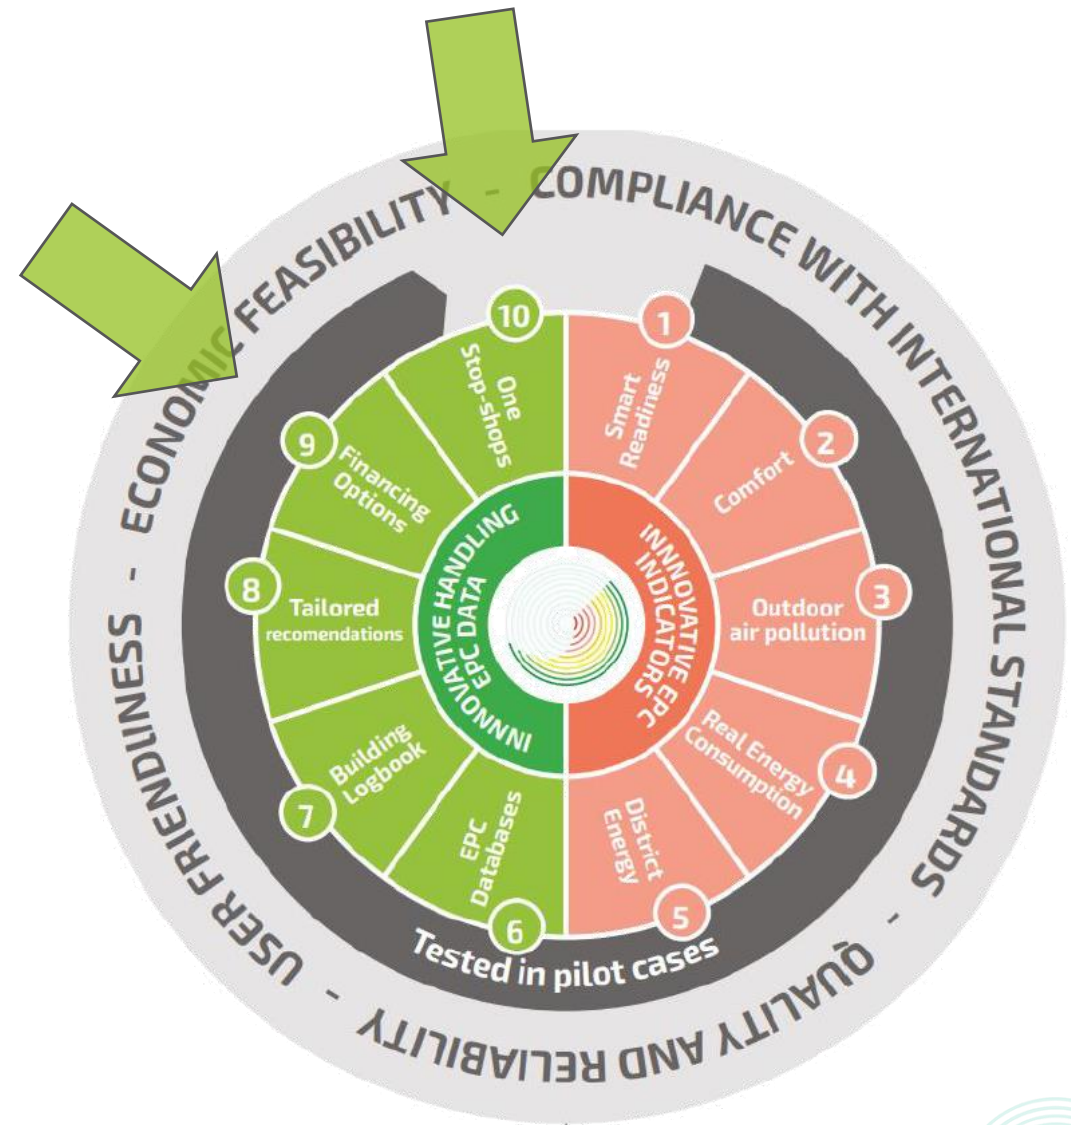 ECONOMIC FEASIBILITY - COMPLIANCE WITH INTERNATIONAL STANDARDS - QUALITY AND RELIABILITY - USER FRIENDLINESS -
1
Smart
Readiness
2
Comfort
3
Outdoor
air pollution
4
Real Energy
Consumption
5
District
Energy
6
EPC
Databases
7
Building
Logbook
8
Tailored
recomendations
9
Financing
Options
10
One
Stop-shops
INNNOVATIVE HANDLING
EPC DATA
INNNOVATIVE EPC
INDICATORS
Tested in pilot cases